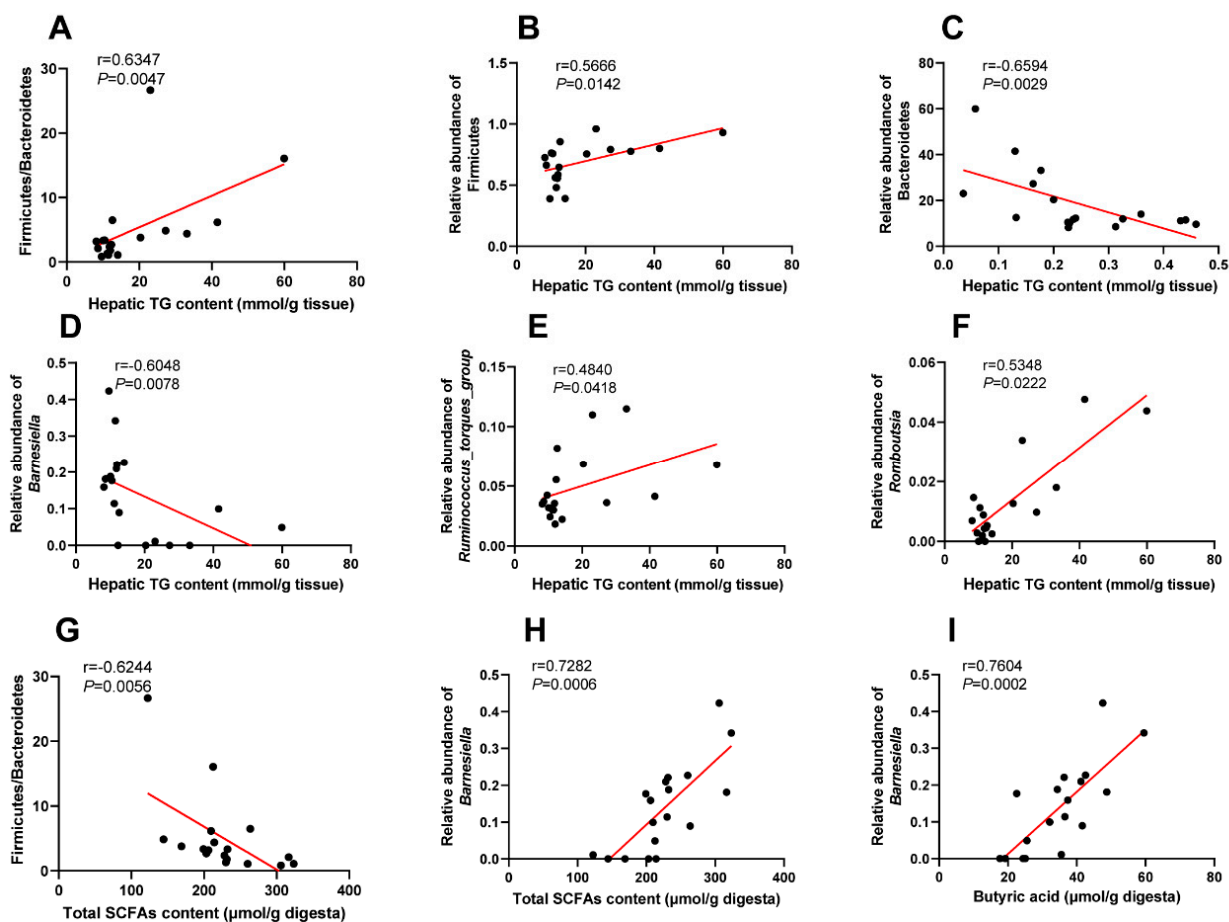 A
r=0.6347
P=0.0047
Firmicutes/Bacteroidetes
30
20
10
0
0 20 40 60 80
Hepatic TG content (mmol/g tissue)
B
r=0.5666
P=0.0142
Relative abundance of
Firmicutes
1.5
1.0
0.5
0.0
0 20 40 60 80
Hepatic TG content (mmol/g tissue)
C
r=-0.6594
P=0.0029
Relative abundance of
Bacteroidetes
80
60
40
20
0
0.0 0.1 0.2 0.3 0.4 0.5
Hepatic TG content (mmol/g tissue)
D
r=-0.6048
P=0.0078
Relative abundance of
Barnesiella
0.5
0.4
0.3
0.2
0.1
0.0
0 20 40 60 80
Hepatic TG content (mmol/g tissue)
E
r=0.4840
P=0.0418
Relative abundance of
Ruminococcus_torques_group
0.15
0.10
0.05
0.00
0 20 40 60 80
Hepatic TG content (mmol/g tissue)
F
r=0.5348
P=0.0222
Relative abundance of
Romboutsia
0.06
0.04
0.02
0.00
0 20 40 60 80
Hepatic TG content (mmol/g tissue)
G
r=-0.6244
P=0.0056
Firmicutes/Bacteroidetes
30
20
10
0
0 100 200 300 400
Total SCFAs content (μmol/g digesta)
H
r=0.7282
P=0.0006
Relative abundance of
Barnesiella
0.5
0.4
0.3
0.2
0.1
0.0
0 100 200 300 400
Total SCFAs content (μmol/g digesta)
I
r=0.7604
P=0.0002
Relative abundance of
Barnesiella
0.5
0.4
0.3
0.2
0.1
0.0
0 20 40 60 80
Butyric acid (μmol/g digesta)